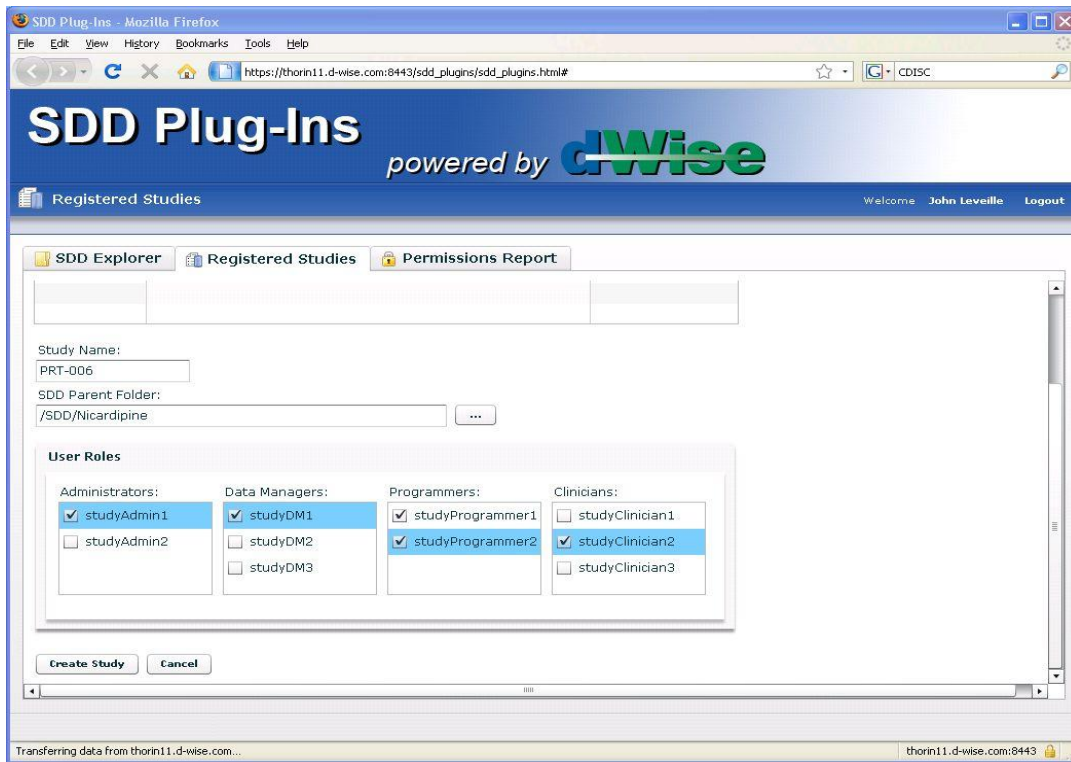 SDD Plug-Ins - Mozilla Firefox
File Edit View History Bookmarks Tools Help
https://thorin11.d-wise.com:8443/sdd_plugins/sdd_plugins.html#
G CDISC
SDD Plug-Ins
powered by dWise
Registered Studies
Welcome John Leveille Logout
SDD Explorer Registered Studies Permissions Report
Study Name:
PRT-006
SDD Parent Folder:
/SDD/Nicardipine
...
User Roles
Administrators: Data Managers: Programmers: Clinicians:
studyAdmin1 studyDM1 studyProgrammer1 studyClinician1
studyAdmin2 studyDM2 studyProgrammer2 studyClinician2
studyDM3 studyClinician3
Create Study Cancel
Transferring data from thorin11.d-wise.com...
thorin11.d-wise.com:8443